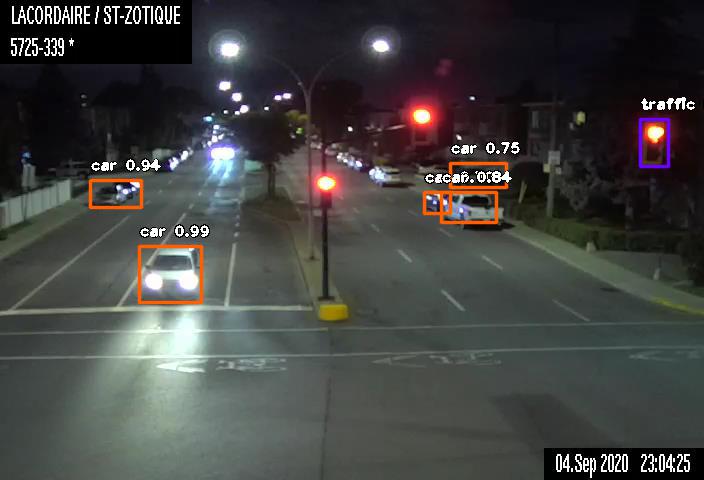 LACORDAIRE / ST-ZOTIQUE
5725-339 *
traffic
car 0.75
car 0.94
car 0.84
car 0.99
04.Sep 2020 23:04:25